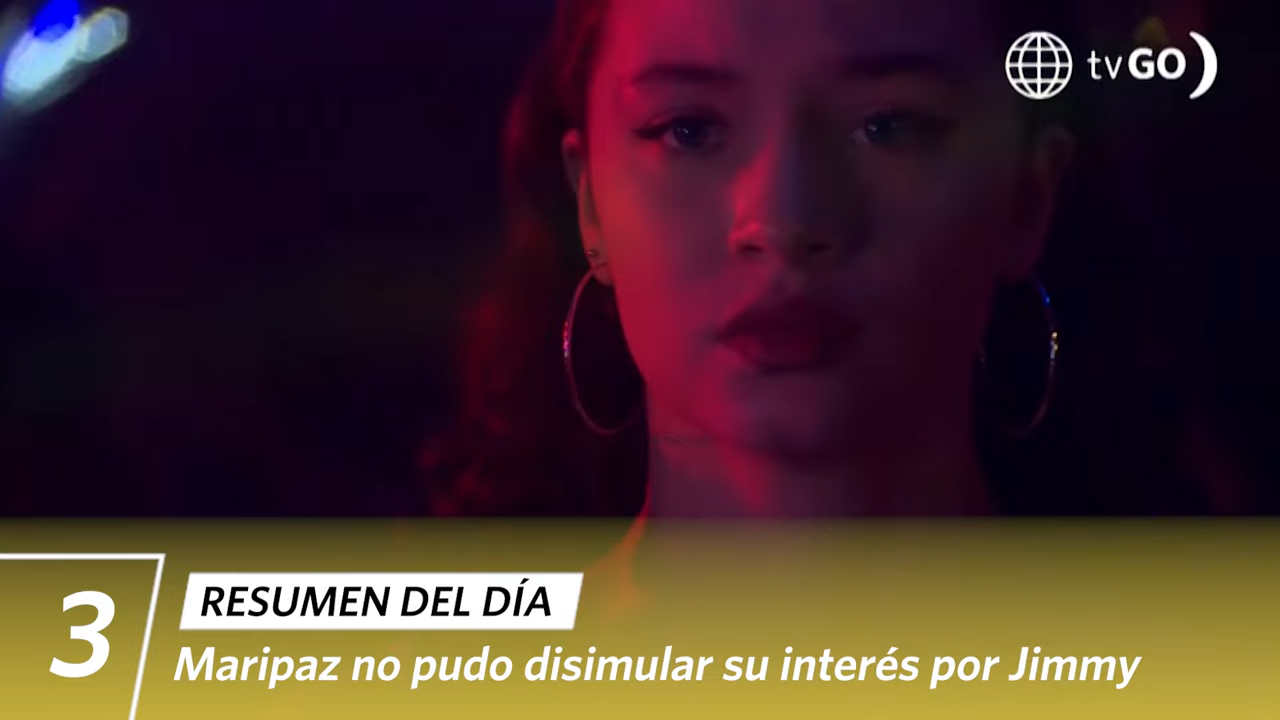 tvGO
3
RESUMEN DEL DÍA
Maripaz no pudo disimular su interés por Jimmy